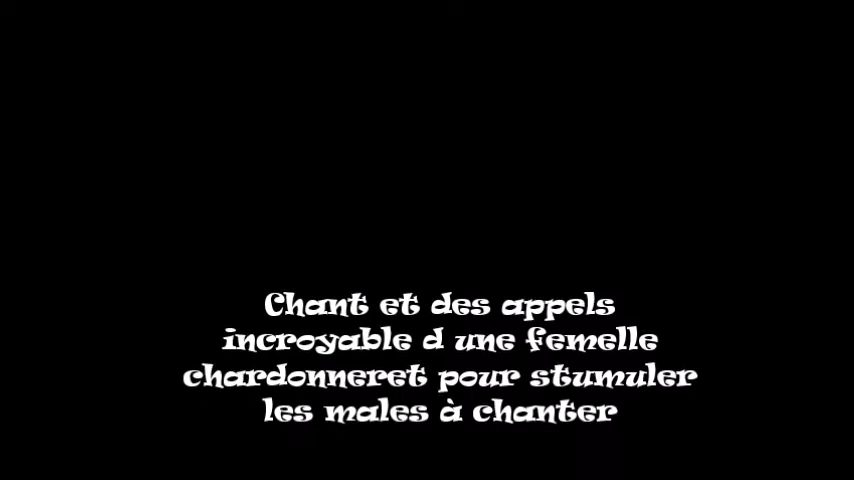 Chant et des appels
incroyable d une femelle
chardonneret pour stumuler
les males à chanter